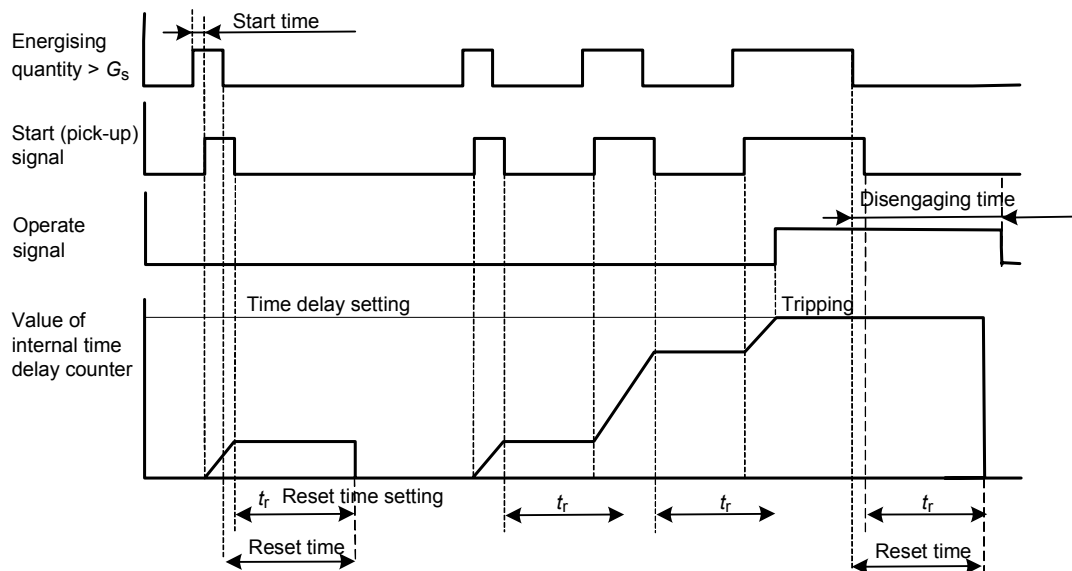 Start time
Energising
quantity > Gs
Start (pick-up)
signal
Disengaging time
Operate
signal
Time delay setting
Tripping
Value of
internal time
delay counter
tr
Reset time setting
tr
tr
tr
Reset time
Reset time